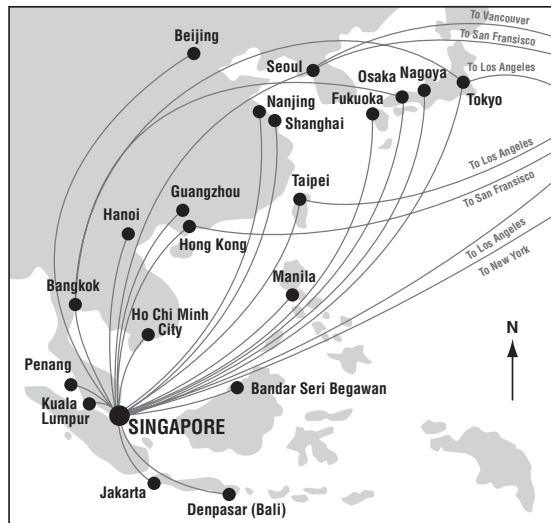 To Vancouver
To San Fransisco
Beijing
Seoul
To Los Angeles
Osaka
Nagoya
Nanjing
Fukuoka
Tokyo
Shanghai
To Los Angeles
Taipei
To San Fransisco
Guangzhou
Hanoi
Hong Kong
To Los Angeles
To New York
Manila
Bangkok
Ho Chi Minh
City
N
Penang
Bandar Seri Begawan
Kuala
Lumpur
SINGAPORE
Jakarta
Denpasar (Bali)